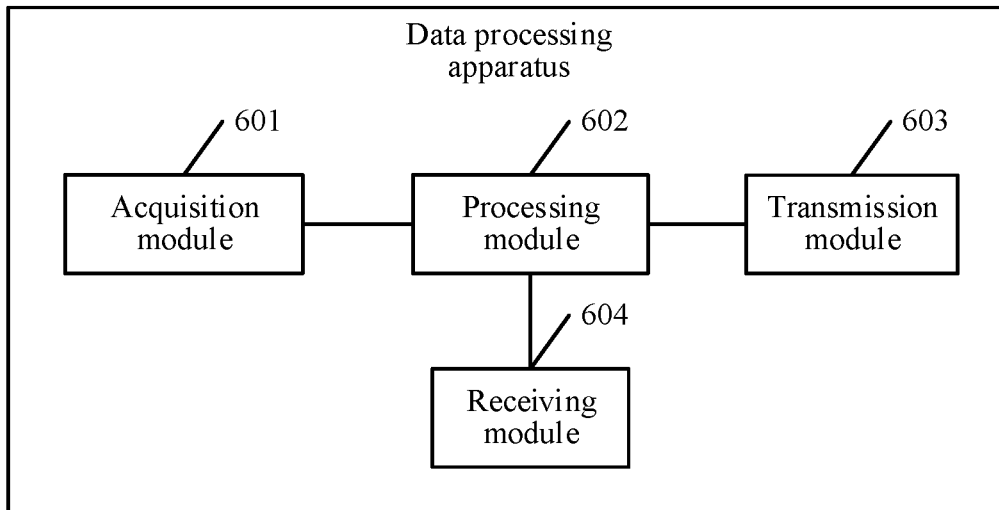 Data processing
apparatus
601
602
603
Acquisition
module
Processing
module
Transmission
module
604
Receiving
module